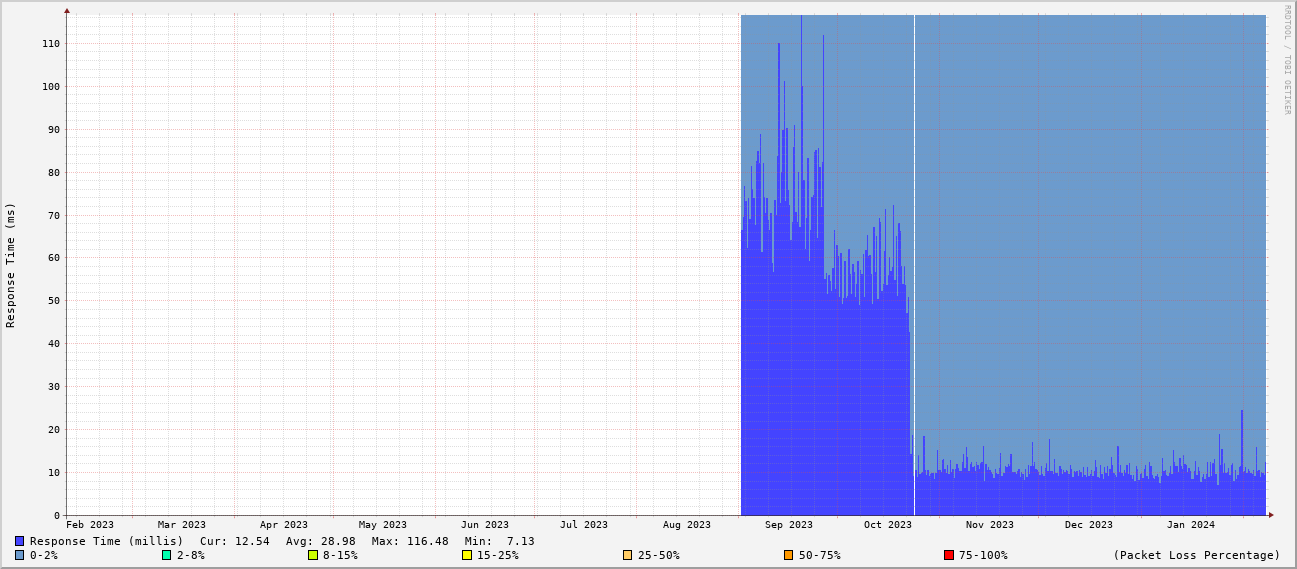 RRDTOOL / TOBI OETIKER
Response Time (ms)
110
100
90
80
70
60
50
40
30
20
10
0
Feb 2023 Mar 2023 Apr 2023 May 2023 Jun 2023 Jul 2023 Aug 2023 Sep 2023 Oct 2023 Nov 2023 Dec 2023 Jan 2024
Response Time (millis) Cur: 12.54 Avg: 28.98 Max: 116.48 Min: 7.13
0-2% 2-8% 8-15% 15-25% 25-50% 50-75% 75-100% (Packet Loss Percentage)